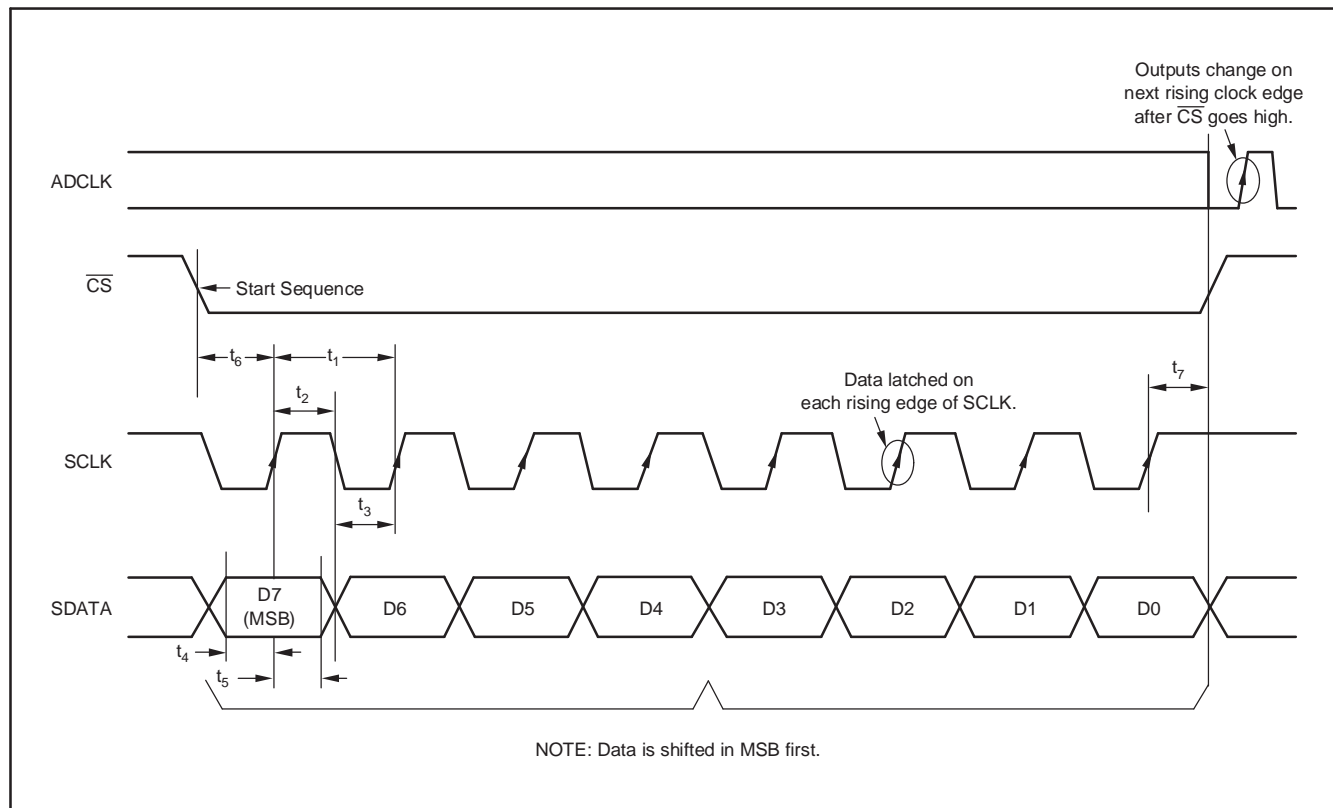 Outputs change on
next rising clock edge
after C̅S̅ goes high.
ADCLK
C̅S̅
Start Sequence
t6
t1
t2
t7
Data latched on
each rising edge of SCLK.
SCLK
t3
SDATA
D7
(MSB)
D6
D5
D4
D3
D2
D1
D0
t4
t5
NOTE: Data is shifted in MSB first.